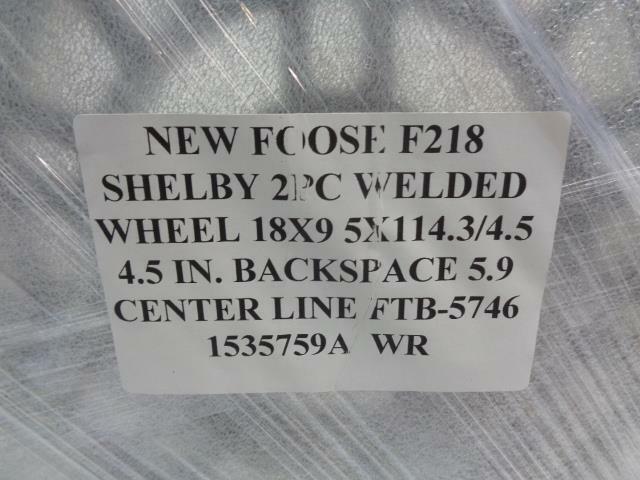 NEW FOOSE F218
SHELBY 2PC WELDED
WHEEL 18X9 5X114.3/4.5
4.5 IN. BACKSPACE 5.9
CENTER LINE/FTB-5746
1535759A WR